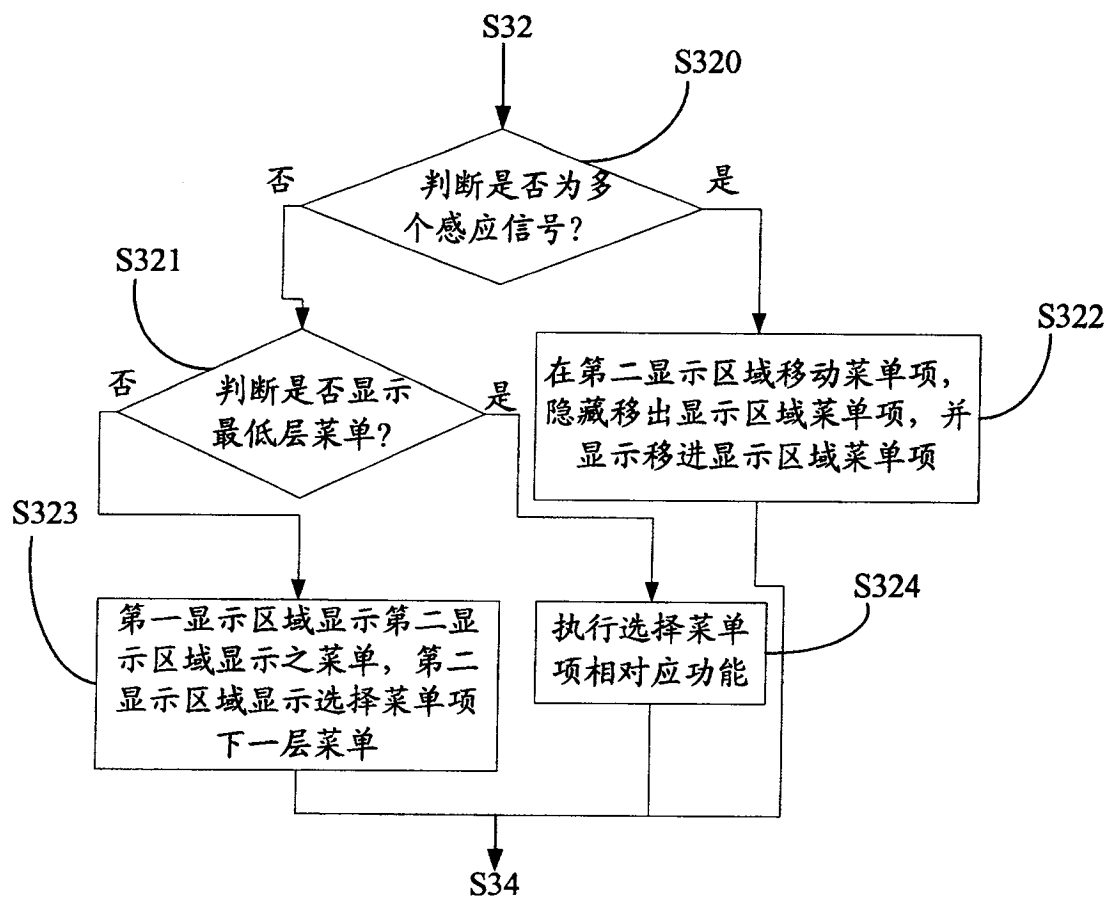 S32
S320
否
是
判断是否为多
个感应信号?
S321
S322
否
是
判断是否显示
最低层菜单?
在第二显示区域移动菜单项，
隐藏移出显示区域菜单项，并
显示移进显示区域菜单项
S323
S324
第一显示区域显示第二显
示区域显示之菜单，第二
显示区域显示选择菜单项
下一层菜单
执行选择菜单
项相对应功能
S34